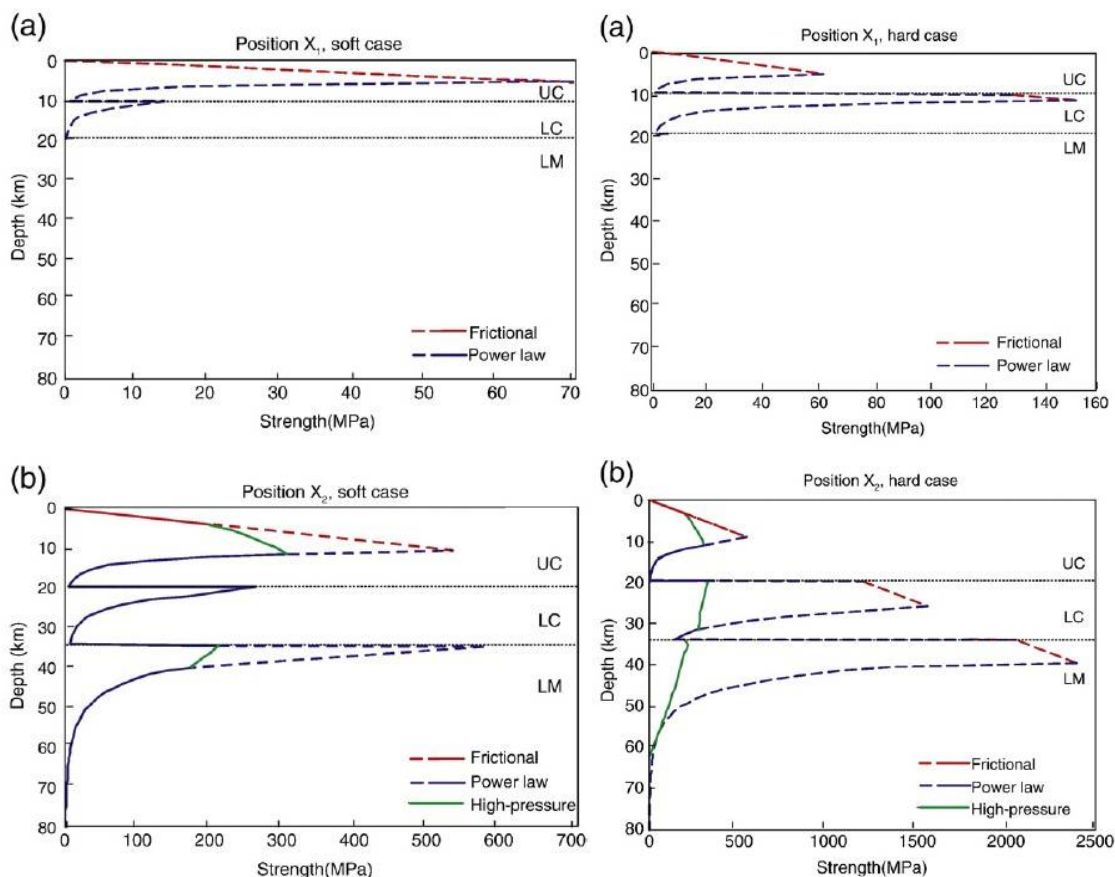 (a)
Position X₁, soft case
0
10
20
30
40
50
60
70
80
Depth (km)
UC
LC
LM
Frictional
Power law
0 10 20 30 40 50 60 70
Strength(MPa)
(a)
Position X₁, hard case
0
10
20
30
40
50
60
70
80
Depth (km)
UC
LC
LM
Frictional
Power law
0 20 40 60 80 100 120 140 160
Strength(MPa)
(b)
Position X₂, soft case
0
10
20
30
40
50
60
70
80
Depth (km)
UC
LC
LM
Frictional
Power law
High-pressure
0 100 200 300 400 500 600 700
Strength(MPa)
(b)
Position X₂, hard case
0
10
20
30
40
50
60
70
80
Depth (km)
UC
LC
LM
Frictional
Power law
High-pressure
0 500 1000 1500 2000 2500
Strength(MPa)